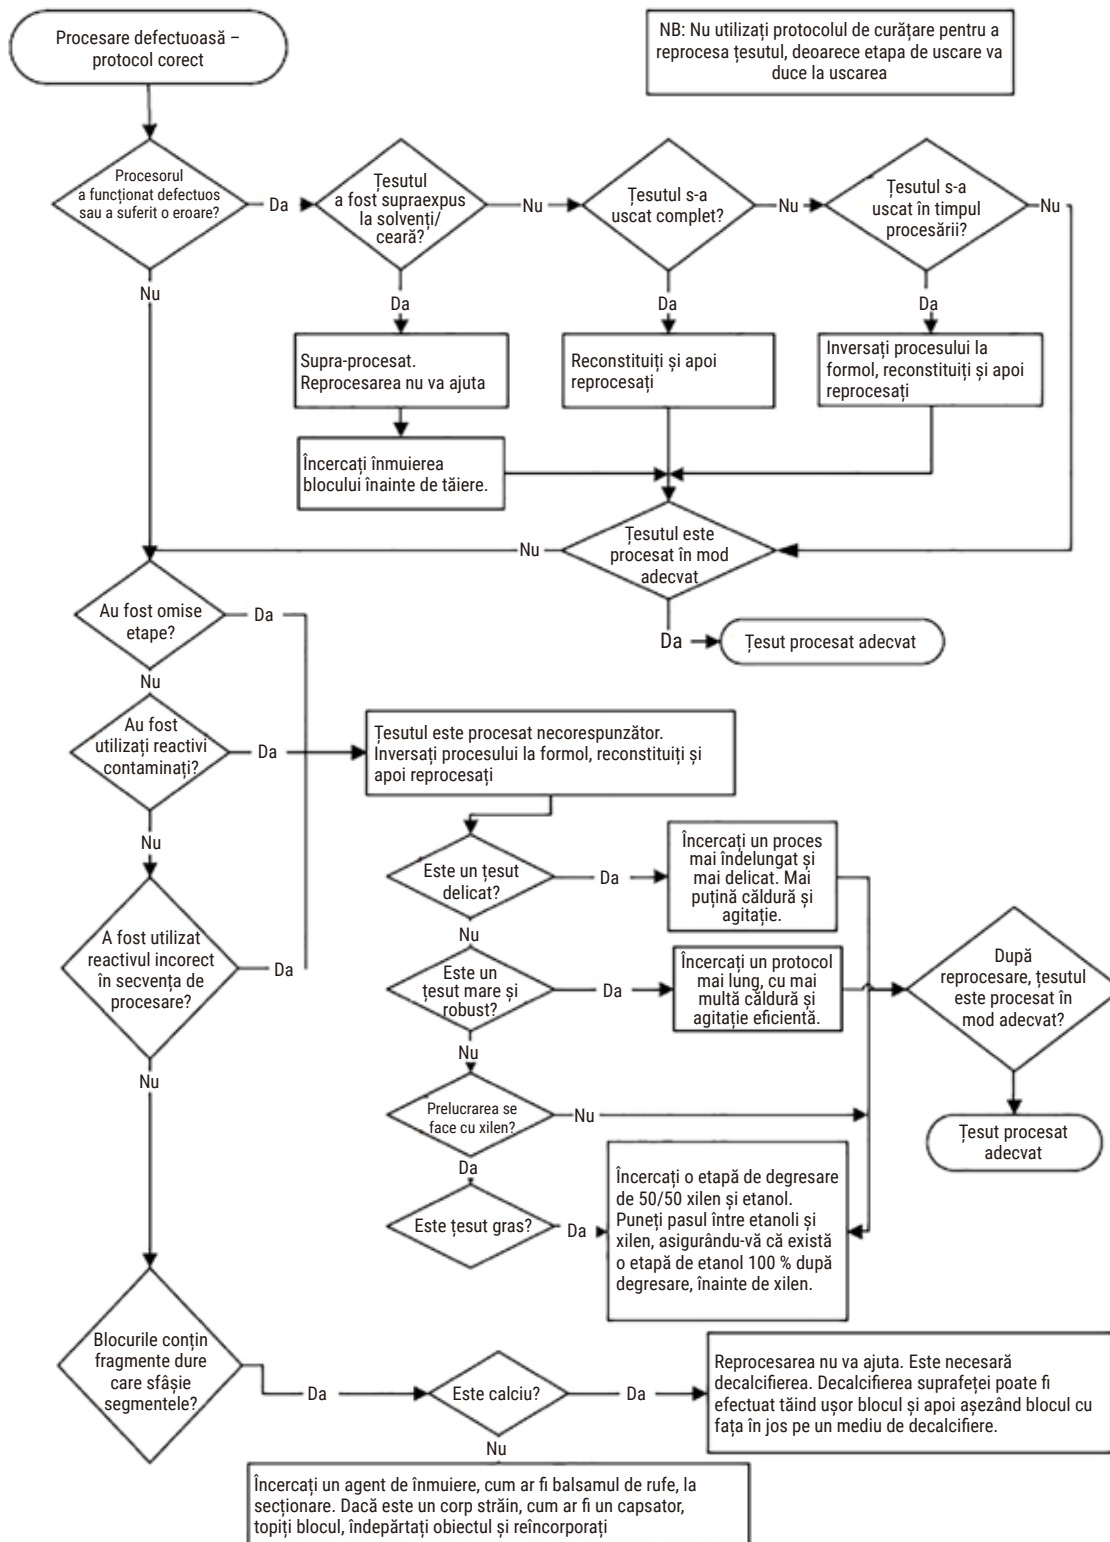 Procesare defectuoasă –
protocol corect
NB: Nu utilizați protocolul de curățare pentru a
reprocesa țesutul, deoarece etapa de uscare va
duce la uscarea
Procesorul
a funcționat defectuos
sau a suferit o eroare?
Da
Țesutul
a fost supraexpus
la solvenți/
ceară?
Nu
Țesutul s-a
uscat complet?
Nu
Țesutul s-a
uscat în timpul
procesării?
Nu
Nu
Da
Da
Da
Supra-procesat.
Reprocesarea nu va ajuta
Reconstituiți și apoi
reprocesați
Inversați procesului la
formol, reconstituiți și apoi
reprocesați
Încercați înmuierea
blocului înainte de tăiere.
Țesutul este
procesat în mod
adecvat
Nu
Da
Țesut procesat adecvat
Au fost omise
etape?
Da
Nu
Au fost
utilizați reactivi
contaminați?
Da
Țesutul este procesat necorespunzător.
Inversați procesului la formol, reconstituiți și
apoi reprocesați
Nu
A fost utilizat
reactivul incorect
în secvența de
procesare?
Da
Nu
Este un țesut
delicat?
Da
Încercați un proces
mai îndelungat și
mai delicat. Mai
puțină căldură și
agitație.
Nu
Este un
țesut mare și
robust?
Da
Încercați un protocol
mai lung, cu mai
multă căldură și
agitație eficientă.
După
reprocesare, țesutul
este procesat în
mod adecvat?
Nu
Prelucrarea se
face cu xilen?
Nu
Țesut procesat
adecvat
Da
Este țesut gras?
Da
Încercați o etapă de degresare
de 50/50 xilen și etanol.
Puneți pasul între etanoli și
xilen, asigurându-vă că există
o etapă de etanol 100 % după
degresare, înainte de xilen.
Blocurile conțin
fragmente dure
care sfâșie
segmentele?
Da
Este calciu?
Da
Reprocesarea nu va ajuta. Este necesară
decalcifierea. Decalcifierea suprafeței poate fi
efectuat tăind ușor blocul și apoi așezând blocul cu
fața în jos pe un mediu de decalcifiere.
Nu
Încercați un agent de înmuiere, cum ar fi balsamul de rufe, la
secționare. Dacă este un corp străin, cum ar fi un capsator,
topiți blocul, îndepărtați obiectul și reîncorporați